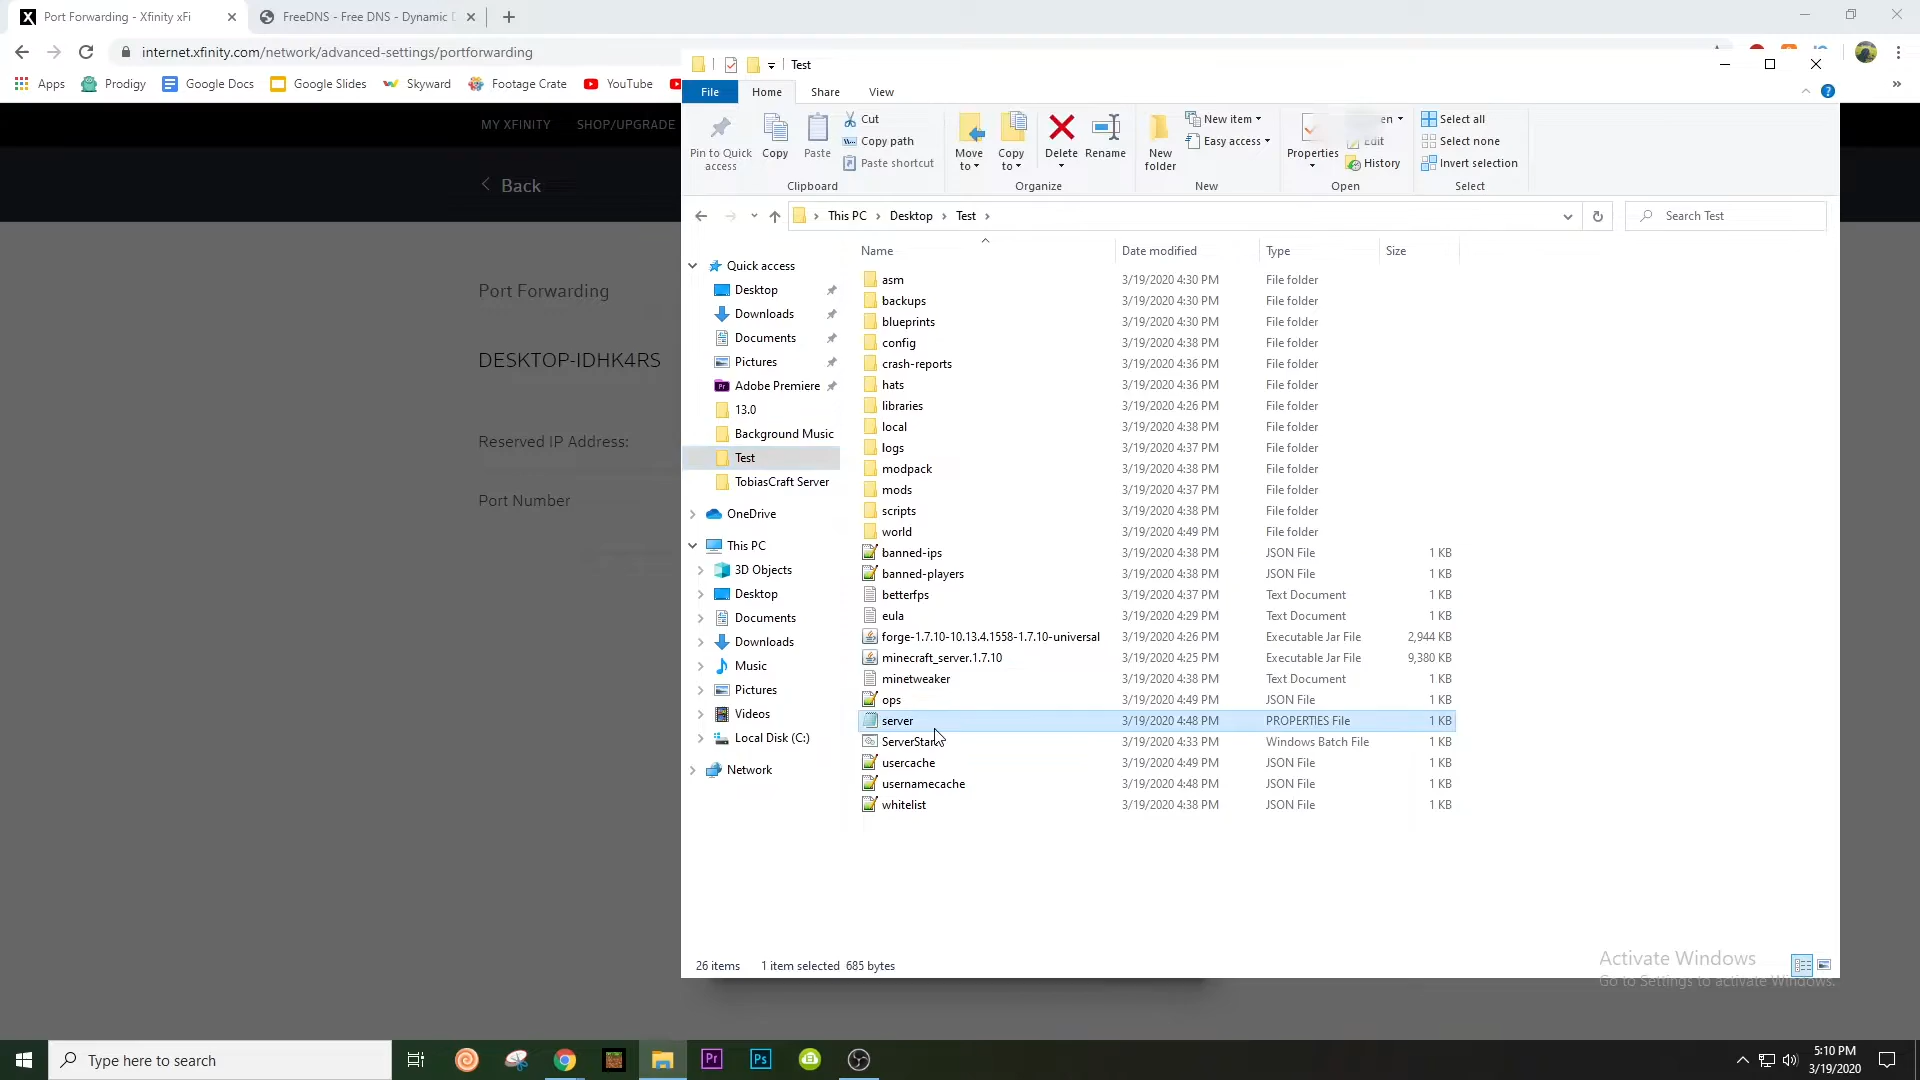 Port Forwarding - Xfinity xFi
FreeDNS - Free DNS - Dynamic D
internet.xfinity.com/network/advanced-settings/portforwarding
Apps
Prodigy
Google Docs
Google Slides
Skyward
Footage Crate
YouTube
»
MY XFINITY
SHOP/UPGRADE
Back
Port Forwarding
DESKTOP-IDHK4RS
Reserved IP Address:
Port Number
Test
File
Home
Share
View
Pin to Quick access
Copy
Paste
Cut
Copy path
Paste shortcut
Clipboard
Move to
Copy to
Delete
Rename
Organize
New folder
New item
Easy access
New
Properties
Edit
History
Open
Select all
Select none
Invert selection
Select
This PC
Desktop
Test
Search Test
Name
Date modified
Type
Size
Quick access
Desktop
Downloads
Documents
Pictures
Adobe Premiere
13.0
Background Music
Test
TobiasCraft Server
OneDrive
This PC
3D Objects
Desktop
Documents
Downloads
Music
Pictures
Videos
Local Disk (C:)
Network
asm 3/19/2020 4:30 PM File folder
backups 3/19/2020 4:30 PM File folder
blueprints 3/19/2020 4:30 PM File folder
config 3/19/2020 4:38 PM File folder
crash-reports 3/19/2020 4:36 PM File folder
hats 3/19/2020 4:36 PM File folder
libraries 3/19/2020 4:26 PM File folder
local 3/19/2020 4:38 PM File folder
logs 3/19/2020 4:37 PM File folder
modpack 3/19/2020 4:38 PM File folder
mods 3/19/2020 4:37 PM File folder
scripts 3/19/2020 4:38 PM File folder
world 3/19/2020 4:49 PM File folder
banned-ips 3/19/2020 4:38 PM JSON File 1 KB
banned-players 3/19/2020 4:38 PM JSON File 1 KB
betterfps 3/19/2020 4:37 PM Text Document 1 KB
eula 3/19/2020 4:29 PM Text Document 1 KB
forge-1.7.10-10.13.4.1558-1.7.10-universal 3/19/2020 4:26 PM Executable Jar File 2,944 KB
minecraft_server.1.7.10 3/19/2020 4:25 PM Executable Jar File 9,380 KB
minetweaker 3/19/2020 4:38 PM Text Document 1 KB
ops 3/19/2020 4:49 PM JSON File 1 KB
server 3/19/2020 4:48 PM PROPERTIES File 1 KB
ServerStart 3/19/2020 4:33 PM Windows Batch File 1 KB
usercache 3/19/2020 4:49 PM JSON File 1 KB
usernamecache 3/19/2020 4:48 PM JSON File 1 KB
whitelist 3/19/2020 4:38 PM JSON File 1 KB
26 items
1 item selected 685 bytes
Activate Windows
Go to Settings to activate Windows.
Type here to search
Pr
Ps
5:10 PM
3/19/2020